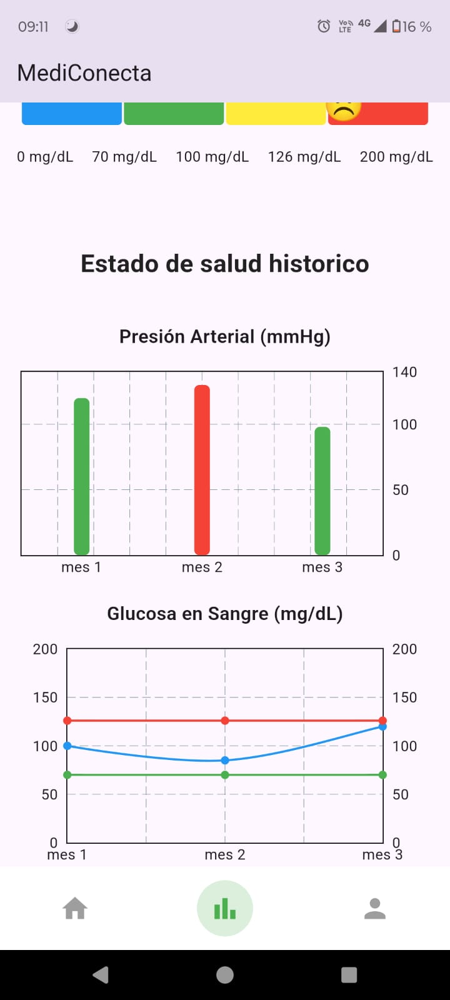 09:11 Vo LTE 4G 16 %
MediConecta
0 mg/dL 70 mg/dL 100 mg/dL 126 mg/dL 200 mg/dL
Estado de salud historico
Presión Arterial (mmHg)
140
100
50
0
mes 1 mes 2 mes 3
Glucosa en Sangre (mg/dL)
200 200
150 150
100 100
50 50
0 0
mes 1 mes 2 mes 3